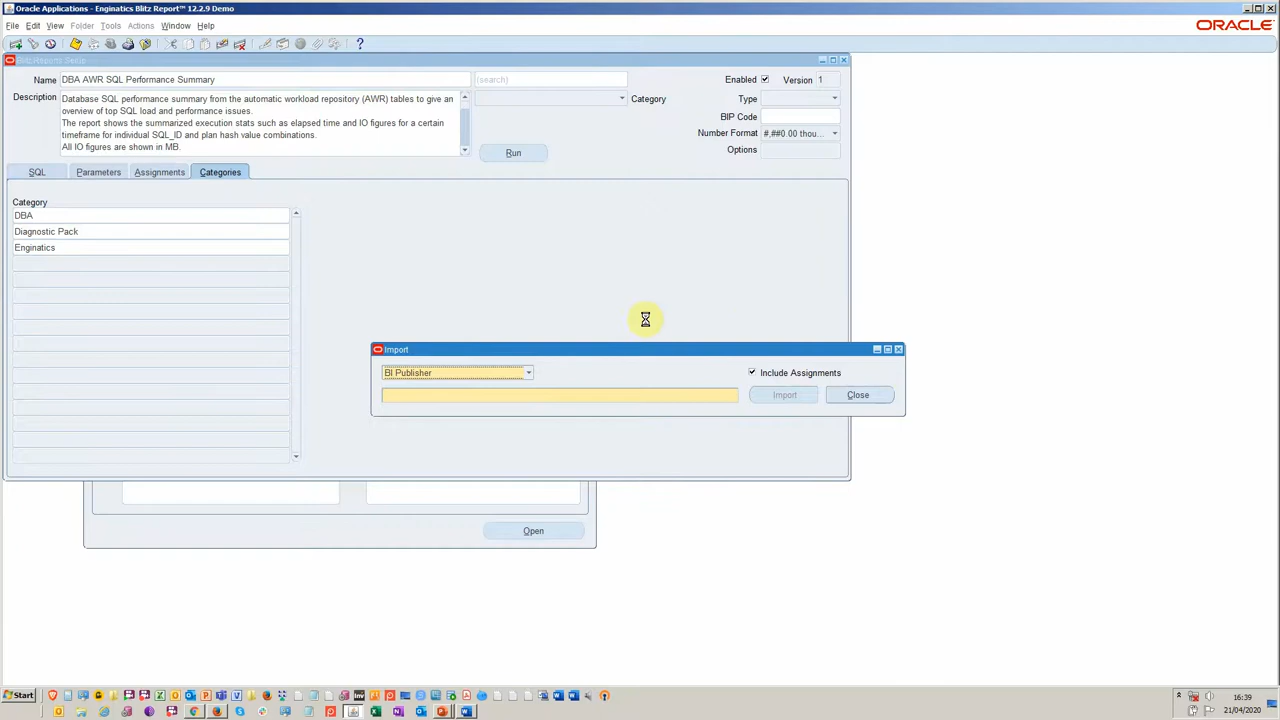 Oracle Applications - Enginatics Blitz Report™ 12.2.9 Demo
File Edit View Folder Tools Actions Window Help
ORACLE
Blitz Reports Setup
Name DBA AWR SQL Performance Summary (search) Enabled Version 1
Description Database SQL performance summary from the automatic workload repository (AWR) tables to give an Category Type
overview of top SQL load and performance issues. BIP Code
The report shows the summarized execution stats such as elapsed time and IO figures for a certain
timeframe for individual SQL_ID and plan hash value combinations. Number Format #,##0.00 thou...
All IO figures are shown in MB. Run Options
SQL Parameters Assignments Categories
Category
DBA
Diagnostic Pack
Enginatics
Import
BI Publisher Include Assignments
Import Close
Open
Start 16:39
21/04/2020